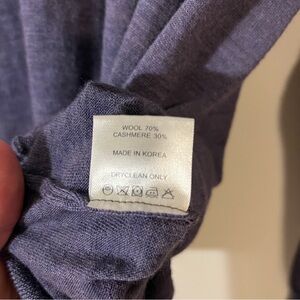 WOOL 70%
CASHMERE 30%
MADE IN KOREA
DRYCLEAN ONLY